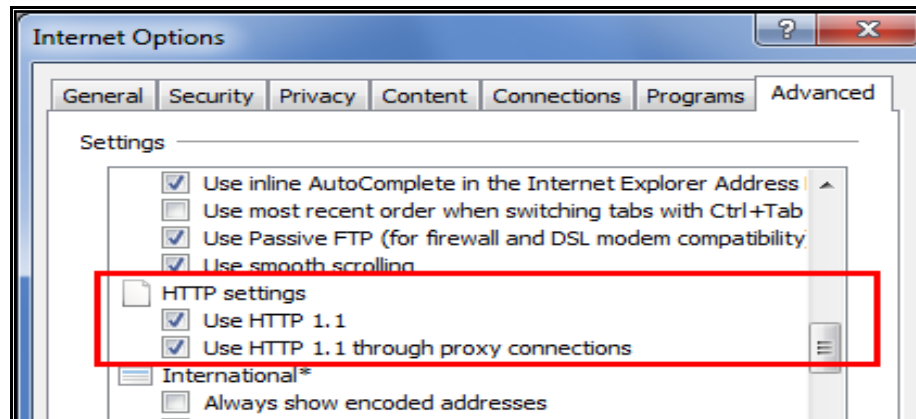 Internet Options
?
General Security Privacy Content Connections Programs Advanced
Settings
Use inline AutoComplete in the Internet Explorer Address
Use most recent order when switching tabs with Ctrl+Tab
Use Passive FTP (for firewall and DSL modem compatibility
Use smooth scrolling
HTTP settings
Use HTTP 1.1
Use HTTP 1.1 through proxy connections
International*
Always show encoded addresses